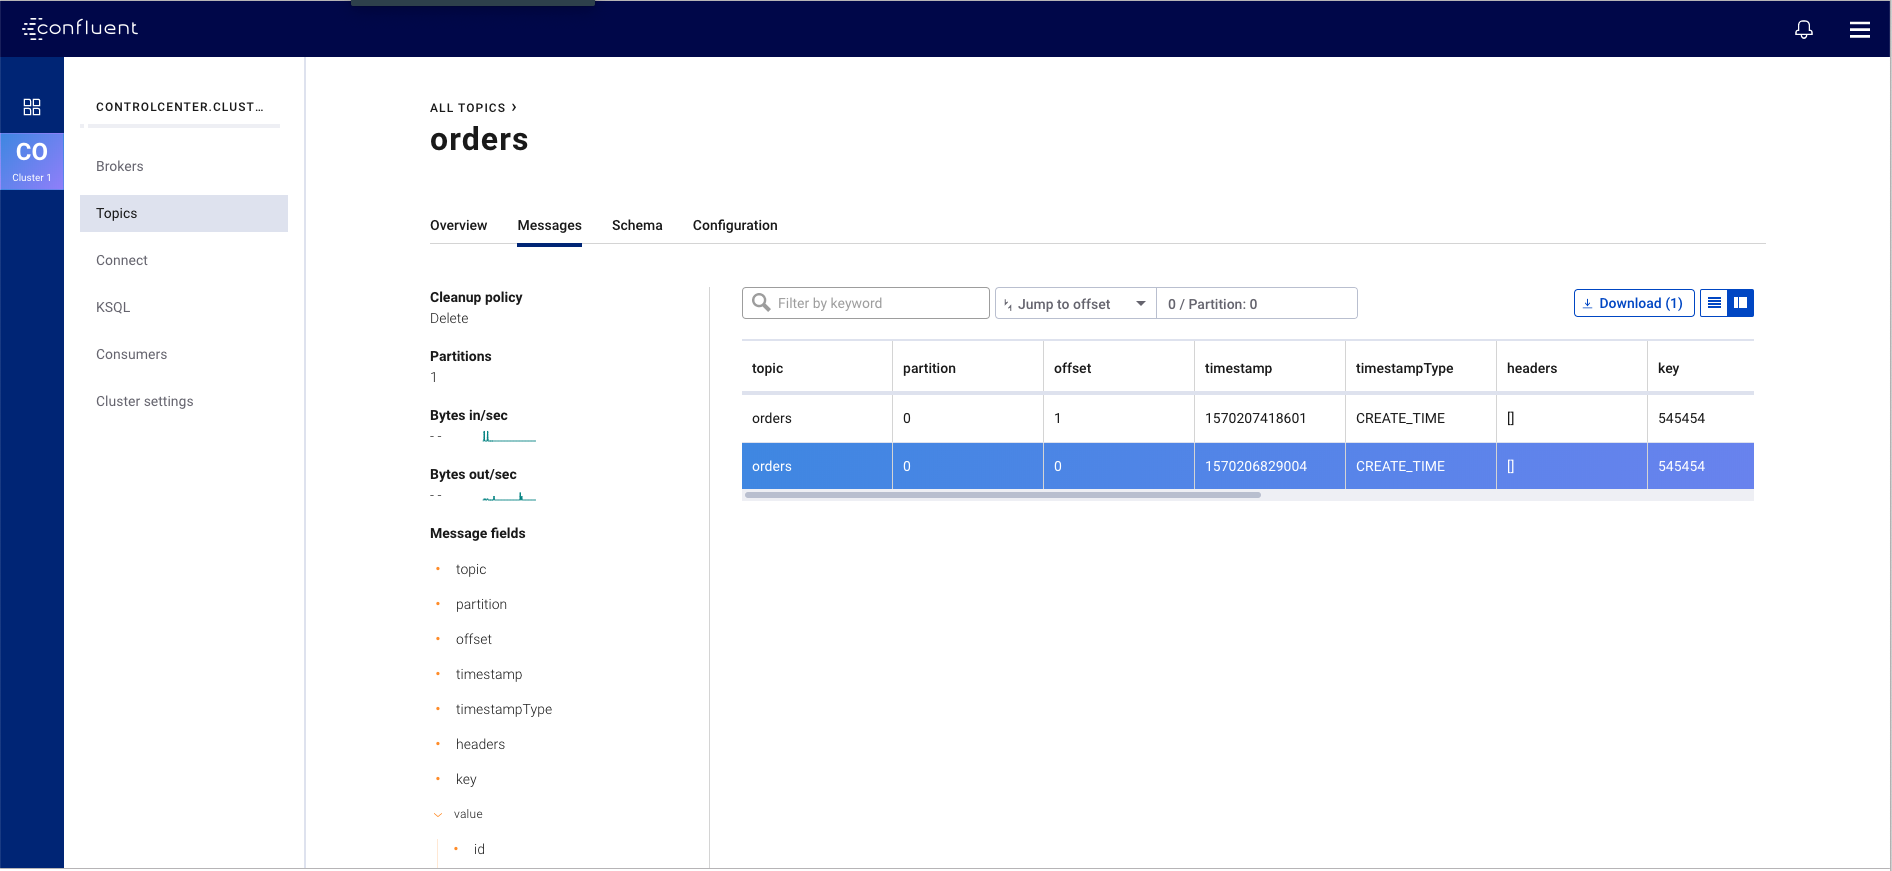 confluent
CONTROLCENTER.CLUST...
CO
Cluster 1
Brokers
Topics
Connect
KSQL
Consumers
Cluster settings
ALL TOPICS ›
orders
Overview Messages Schema Configuration
Cleanup policy
Delete
Partitions
1
Bytes in/sec
--
Bytes out/sec
--
Message fields
topic
partition
offset
timestamp
timestampType
headers
key
value
id
Filter by keyword Jump to offset 0 / Partition: 0 Download (1)
topic partition offset timestamp timestampType headers key
orders 0 1 1570207418601 CREATE_TIME [] 545454
orders 0 0 1570206829004 CREATE_TIME [] 545454